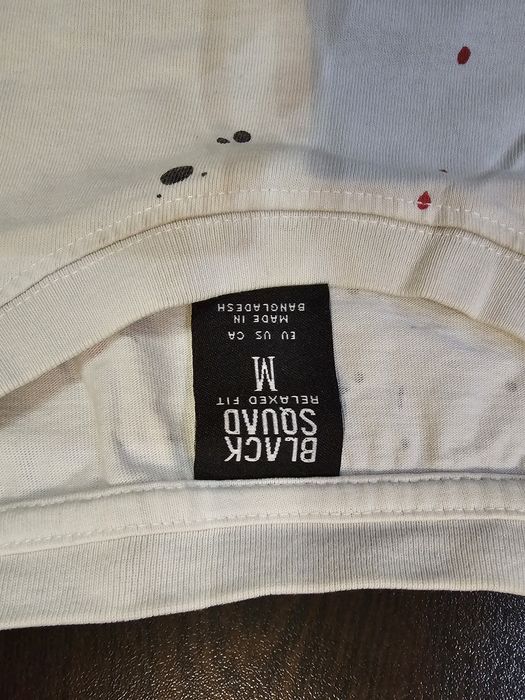 BLACK
SQUAD
RELAXED FIT
M
EU US CA
MADE IN
BANGLADESH